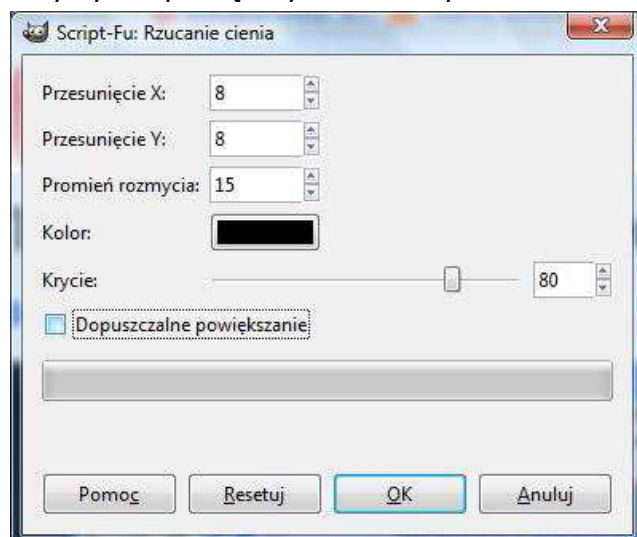 Script-Fu: Rzucanie cienia
Przesunięcie X: 8
Przesunięcie Y: 8
Promień rozmycia: 15
Kolor:
Krycie: 80
Dopuszczalne powiększanie
Pomoc Resetuj OK Anuluj